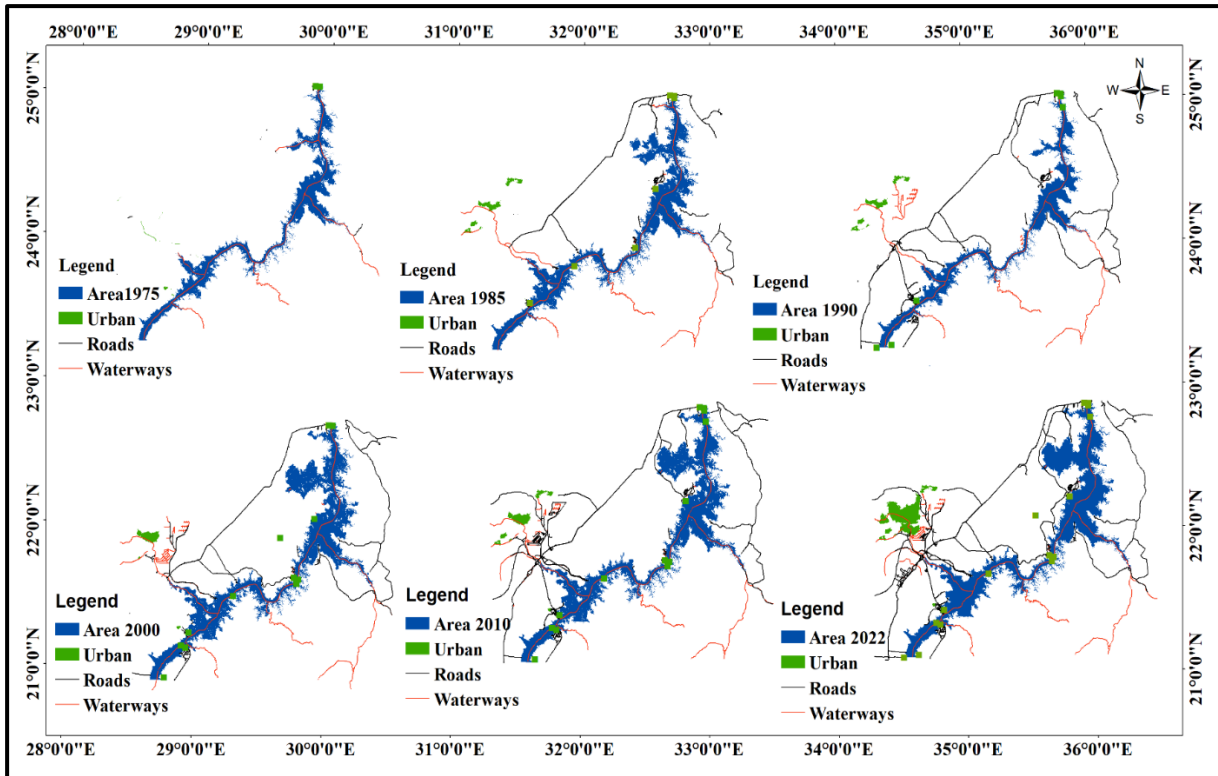 28°0'0"E 29°0'0"E 30°0'0"E 31°0'0"E 32°0'0"E 33°0'0"E 34°0'0"E 35°0'0"E 36°0'0"E
N
W E
S
25°0'0"N
24°0'0"N
23°0'0"N
22°0'0"N
21°0'0"N
25°0'0"N
24°0'0"N
23°0'0"N
22°0'0"N
21°0'0"N
Legend
Area1975
Urban
Roads
Waterways
Legend
Area 1985
Urban
Roads
Waterways
Legend
Area 1990
Urban
Roads
Waterways
Legend
Area 2000
Urban
Roads
Waterways
Legend
Area 2010
Urban
Roads
Waterways
Legend
Area 2022
Urban
Roads
Waterways
28°0'0"E 29°0'0"E 30°0'0"E 31°0'0"E 32°0'0"E 33°0'0"E 34°0'0"E 35°0'0"E 36°0'0"E